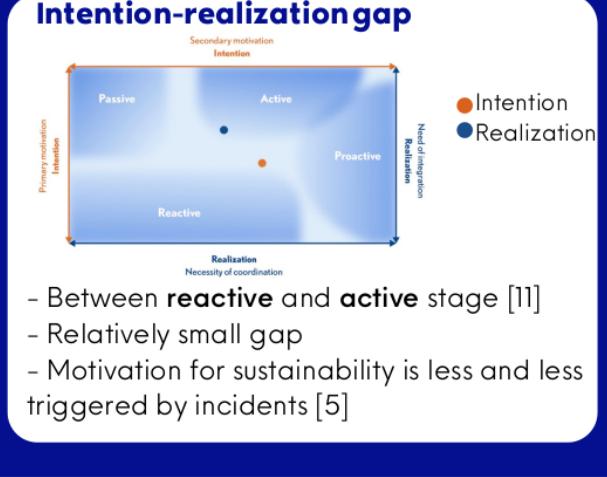 Intention-realization gap
Secondary motivation
Intention
Passive
Active
Proactive
Reactive
Primary motivation
Intention
Need of integration
Realization
Realization
Necessity of coordination
Intention
Realization
- Between reactive and active stage [11]
- Relatively small gap
- Motivation for sustainability is less and less
triggered by incidents [5]